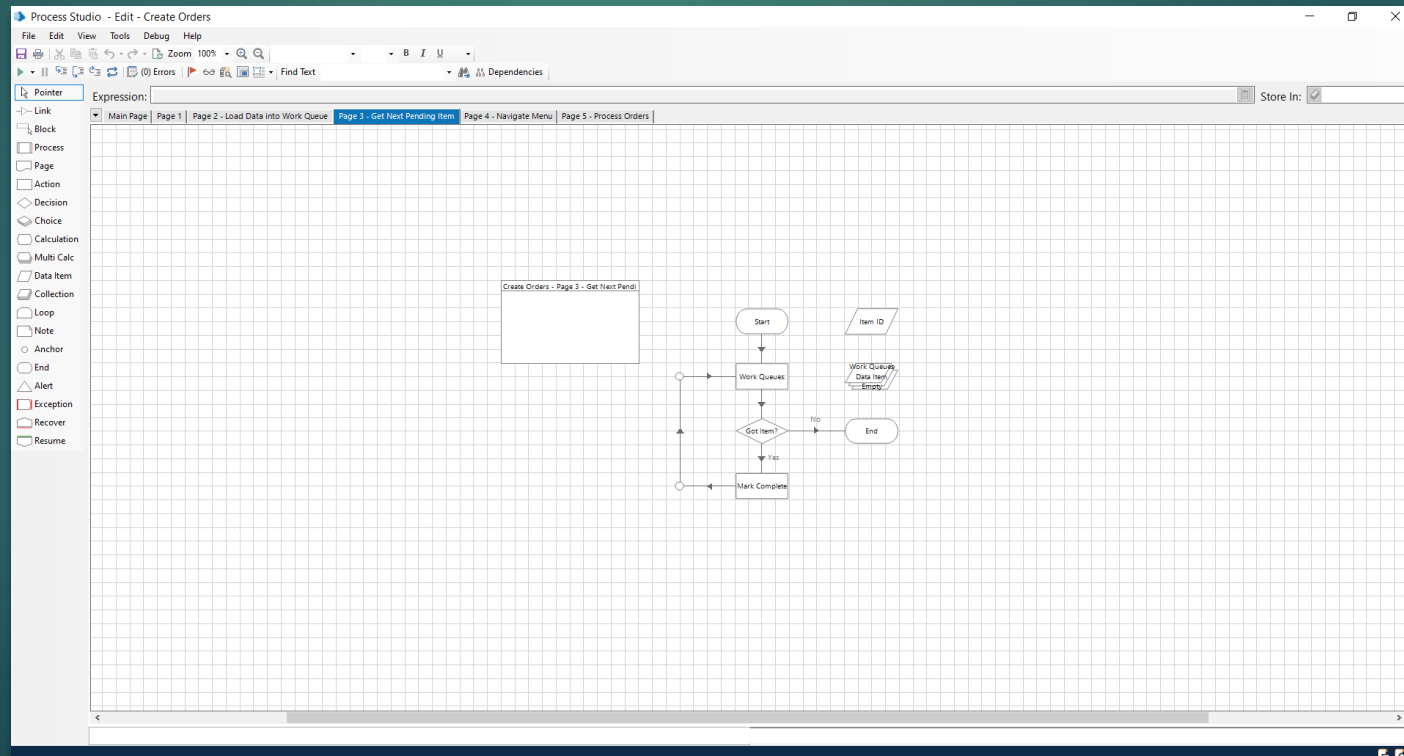 Process Studio - Edit - Create Orders
File Edit View Tools Debug Help
Zoom 100% B I U
(0) Errors Find Text Dependencies
Pointer
Expression: Store In:
Link
Main Page Page 1 Page 2 - Load Data into Work Queue Page 3 - Get Next Pending Item Page 4 - Navigate Menu Page 5 - Process Orders
Block
Process
Page
Action
Decision
Choice
Calculation
Multi Calc
Data Item
Collection
Loop
Note
Anchor
End
Alert
Exception
Recover
Resume
Create Orders - Page 3 - Get Next Pendi
Start
Item ID
Work Queues
Work Queues
Data Item
Empty
Got Item?
No
End
Yes
Mark Complete